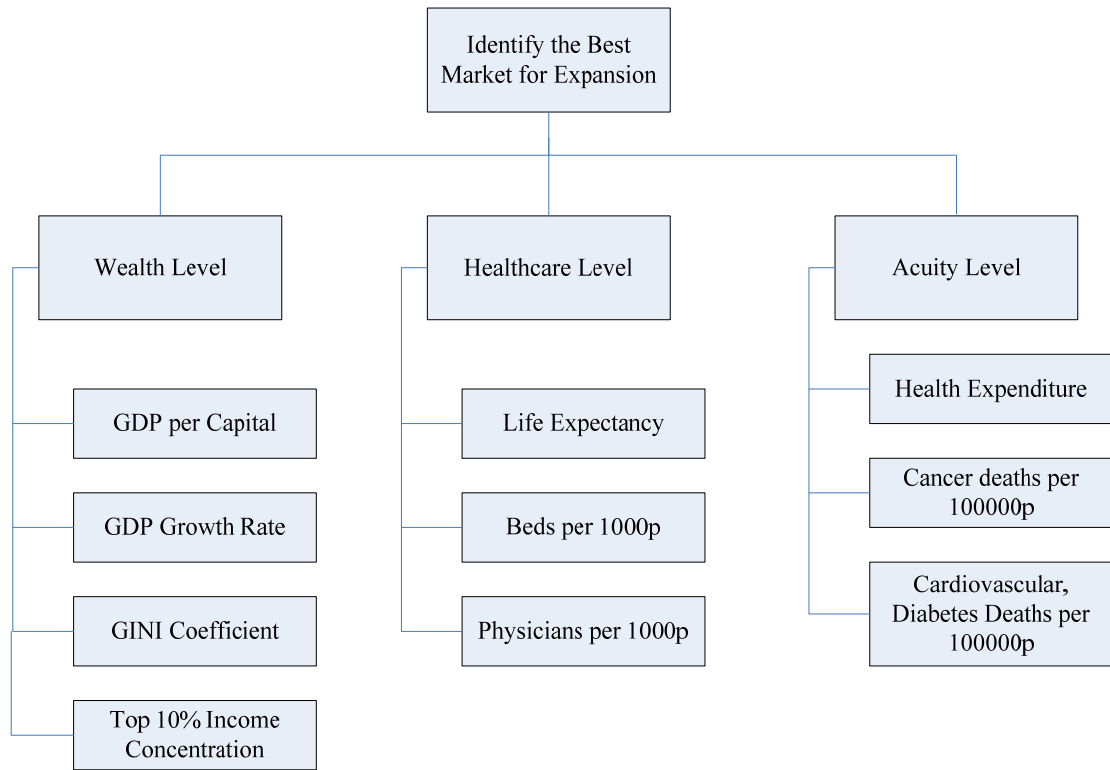 Identify the Best
Market for Expansion
Wealth Level
Healthcare Level
Acuity Level
GDP per Capital
GDP Growth Rate
GINI Coefficient
Top 10% Income
Concentration
Life Expectancy
Beds per 1000p
Physicians per 1000p
Health Expenditure
Cancer deaths per
100000p
Cardiovascular,
Diabetes Deaths per
100000p